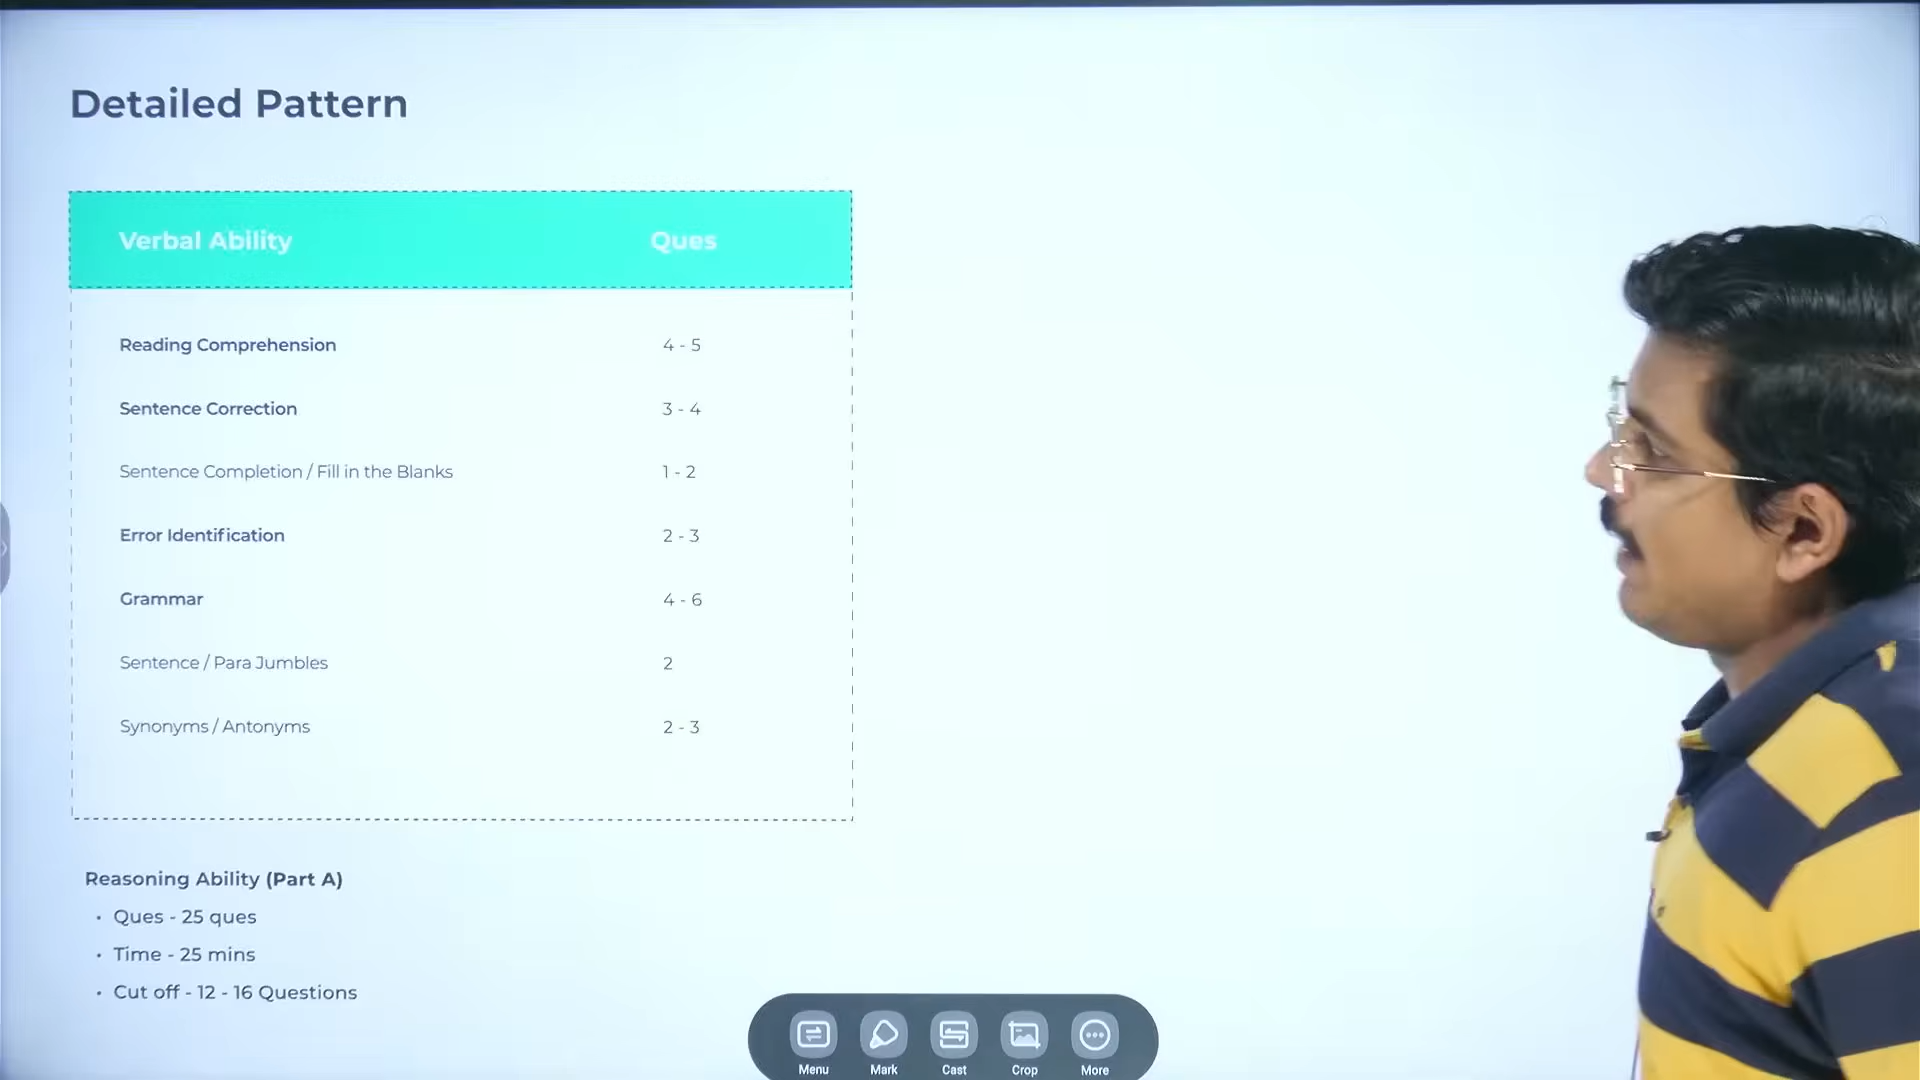 Detailed Pattern
Verbal Ability Ques
Reading Comprehension 4 - 5
Sentence Correction 3 - 4
Sentence Completion / Fill in the Blanks 1 - 2
Error Identification 2 - 3
Grammar 4 - 6
Sentence / Para Jumbles 2
Synonyms / Antonyms 2 - 3
Reasoning Ability (Part A)
• Ques - 25 ques
• Time - 25 mins
• Cut off - 12 - 16 Questions
Menu Mark Cast Crop More